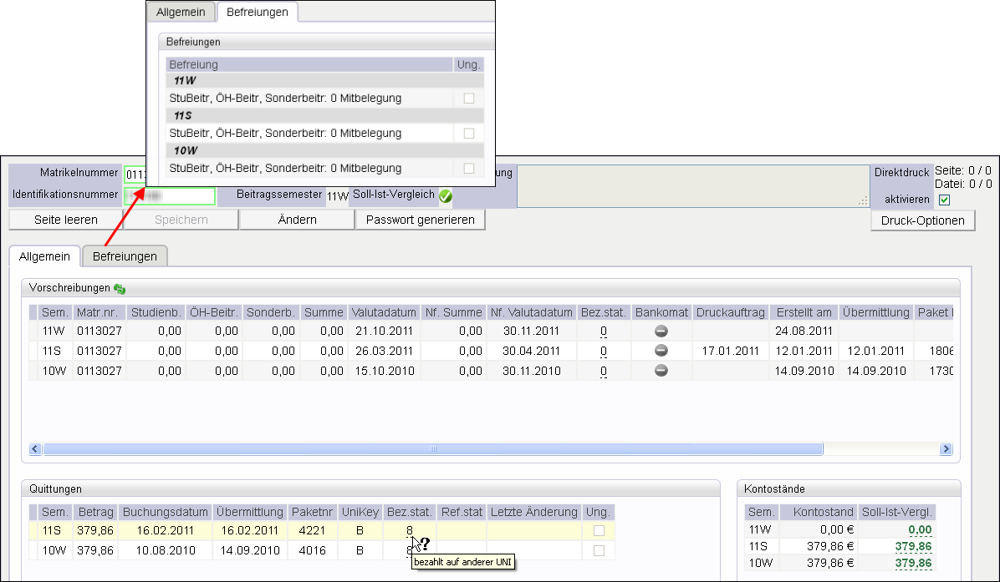 Allgemein Befreiungen
Befreiungen
Befreiung Ung.
11W
StuBeitr, ÖH-Beitr, Sonderbeitr: 0 Mitbelegung
11S
StuBeitr, ÖH-Beitr, Sonderbeitr: 0 Mitbelegung
10W
StuBeitr, ÖH-Beitr, Sonderbeitr: 0 Mitbelegung
Matrikelnummer 011 ung Direktdruck Seite: 0 / 0
Datei: 0 / 0
Identifikationsnummer Beitragssemester 11W Soll-Ist-Vergleich aktivieren
Seite leeren Speichern Ändern Passwort generieren Druck-Optionen
Allgemein Befreiungen
Vorschreibungen
Sem. Matr.nr. Studienb. ÖH-Beitr. Sonderb. Summe Valutadatum Nf. Summe Nf. Valutadatum Bez.stat. Bankomat Druckauftrag Erstellt am Übermittlung Paket
11W 0113027 0,00 0,00 0,00 0,00 21.10.2011 0,00 30.11.2011 0 24.08.2011
11S 0113027 0,00 0,00 0,00 0,00 26.03.2011 0,00 30.04.2011 0 17.01.2011 12.01.2011 12.01.2011 1806
10W 0113027 0,00 0,00 0,00 0,00 15.10.2010 0,00 30.11.2010 0 14.09.2010 14.09.2010 1730
Quittungen
Sem. Betrag Buchungsdatum Übermittlung Paketnr UniKey Bez.stat. Ref.stat Letzte Änderung Ung.
11S 379,86 16.02.2011 16.02.2011 4221 B 8
10W 379,86 10.08.2010 14.09.2010 4016 B 8
bezahlt auf anderer UNI
Kontostände
Sem. Kontostand Soll-Ist-Vergl.
11W 0,00 € 0,00
11S 379,86 € 379,86
10W 379,86 € 379,86